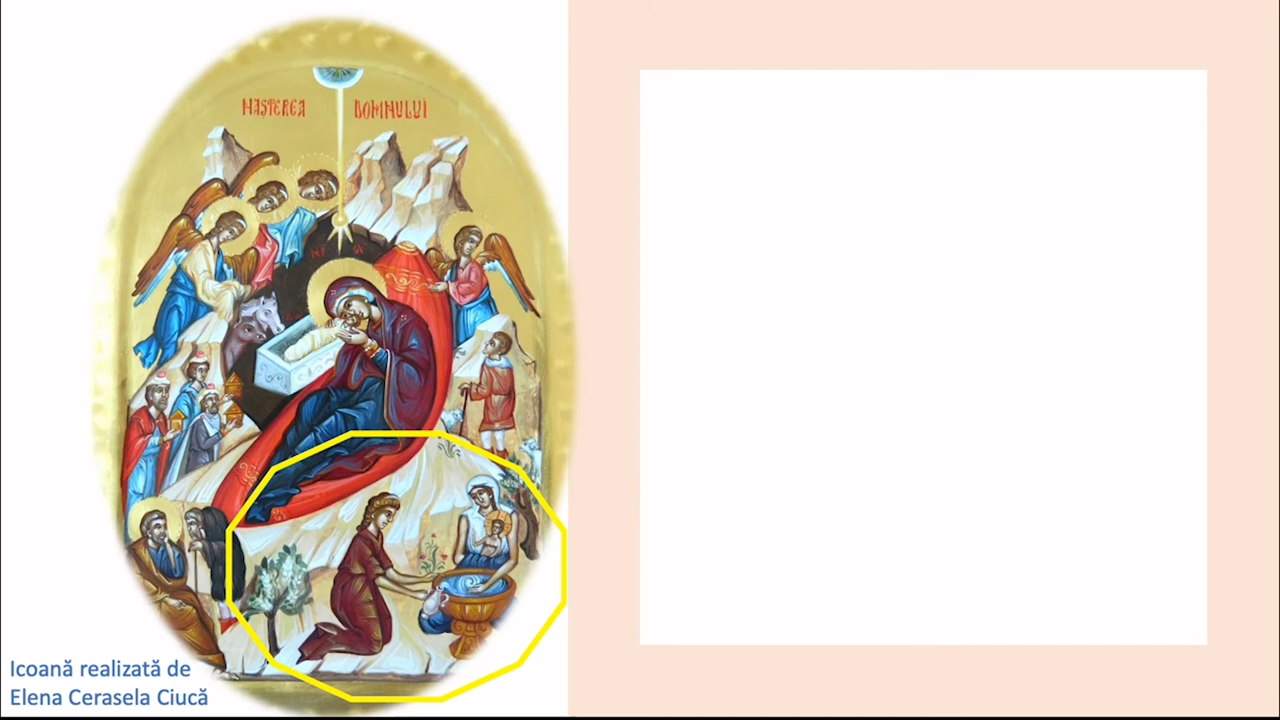 NAȘTEREA DOMNULUI
Icoană realizată de
Elena Cerasela Ciucă